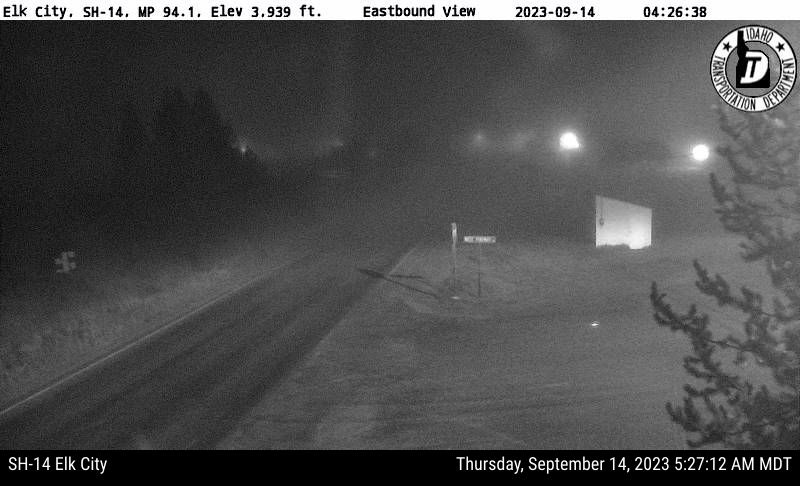 Elk City, SH-14, MP 94.1, Elev 3,939 ft. Eastbound View 2023-09-14 04:26:38
IDAHO
TRANSPORTATION DEPARTMENT
SH-14 Elk City
Thursday, September 14, 2023 5:27:12 AM MDT